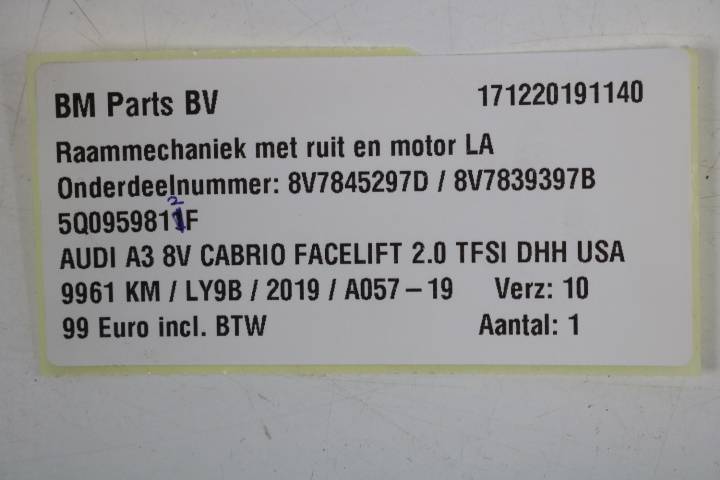 BM Parts BV 171220191140
Raammechaniek met ruit en motor LA
Onderdeelnummer: 8V7845297D / 8V7839397B
2
5Q0959811F
AUDI A3 8V CABRIO FACELIFT 2.0 TFSI DHH USA
9961 KM / LY9B / 2019 / A057-19 Verz: 10
99 Euro incl. BTW Aantal: 1